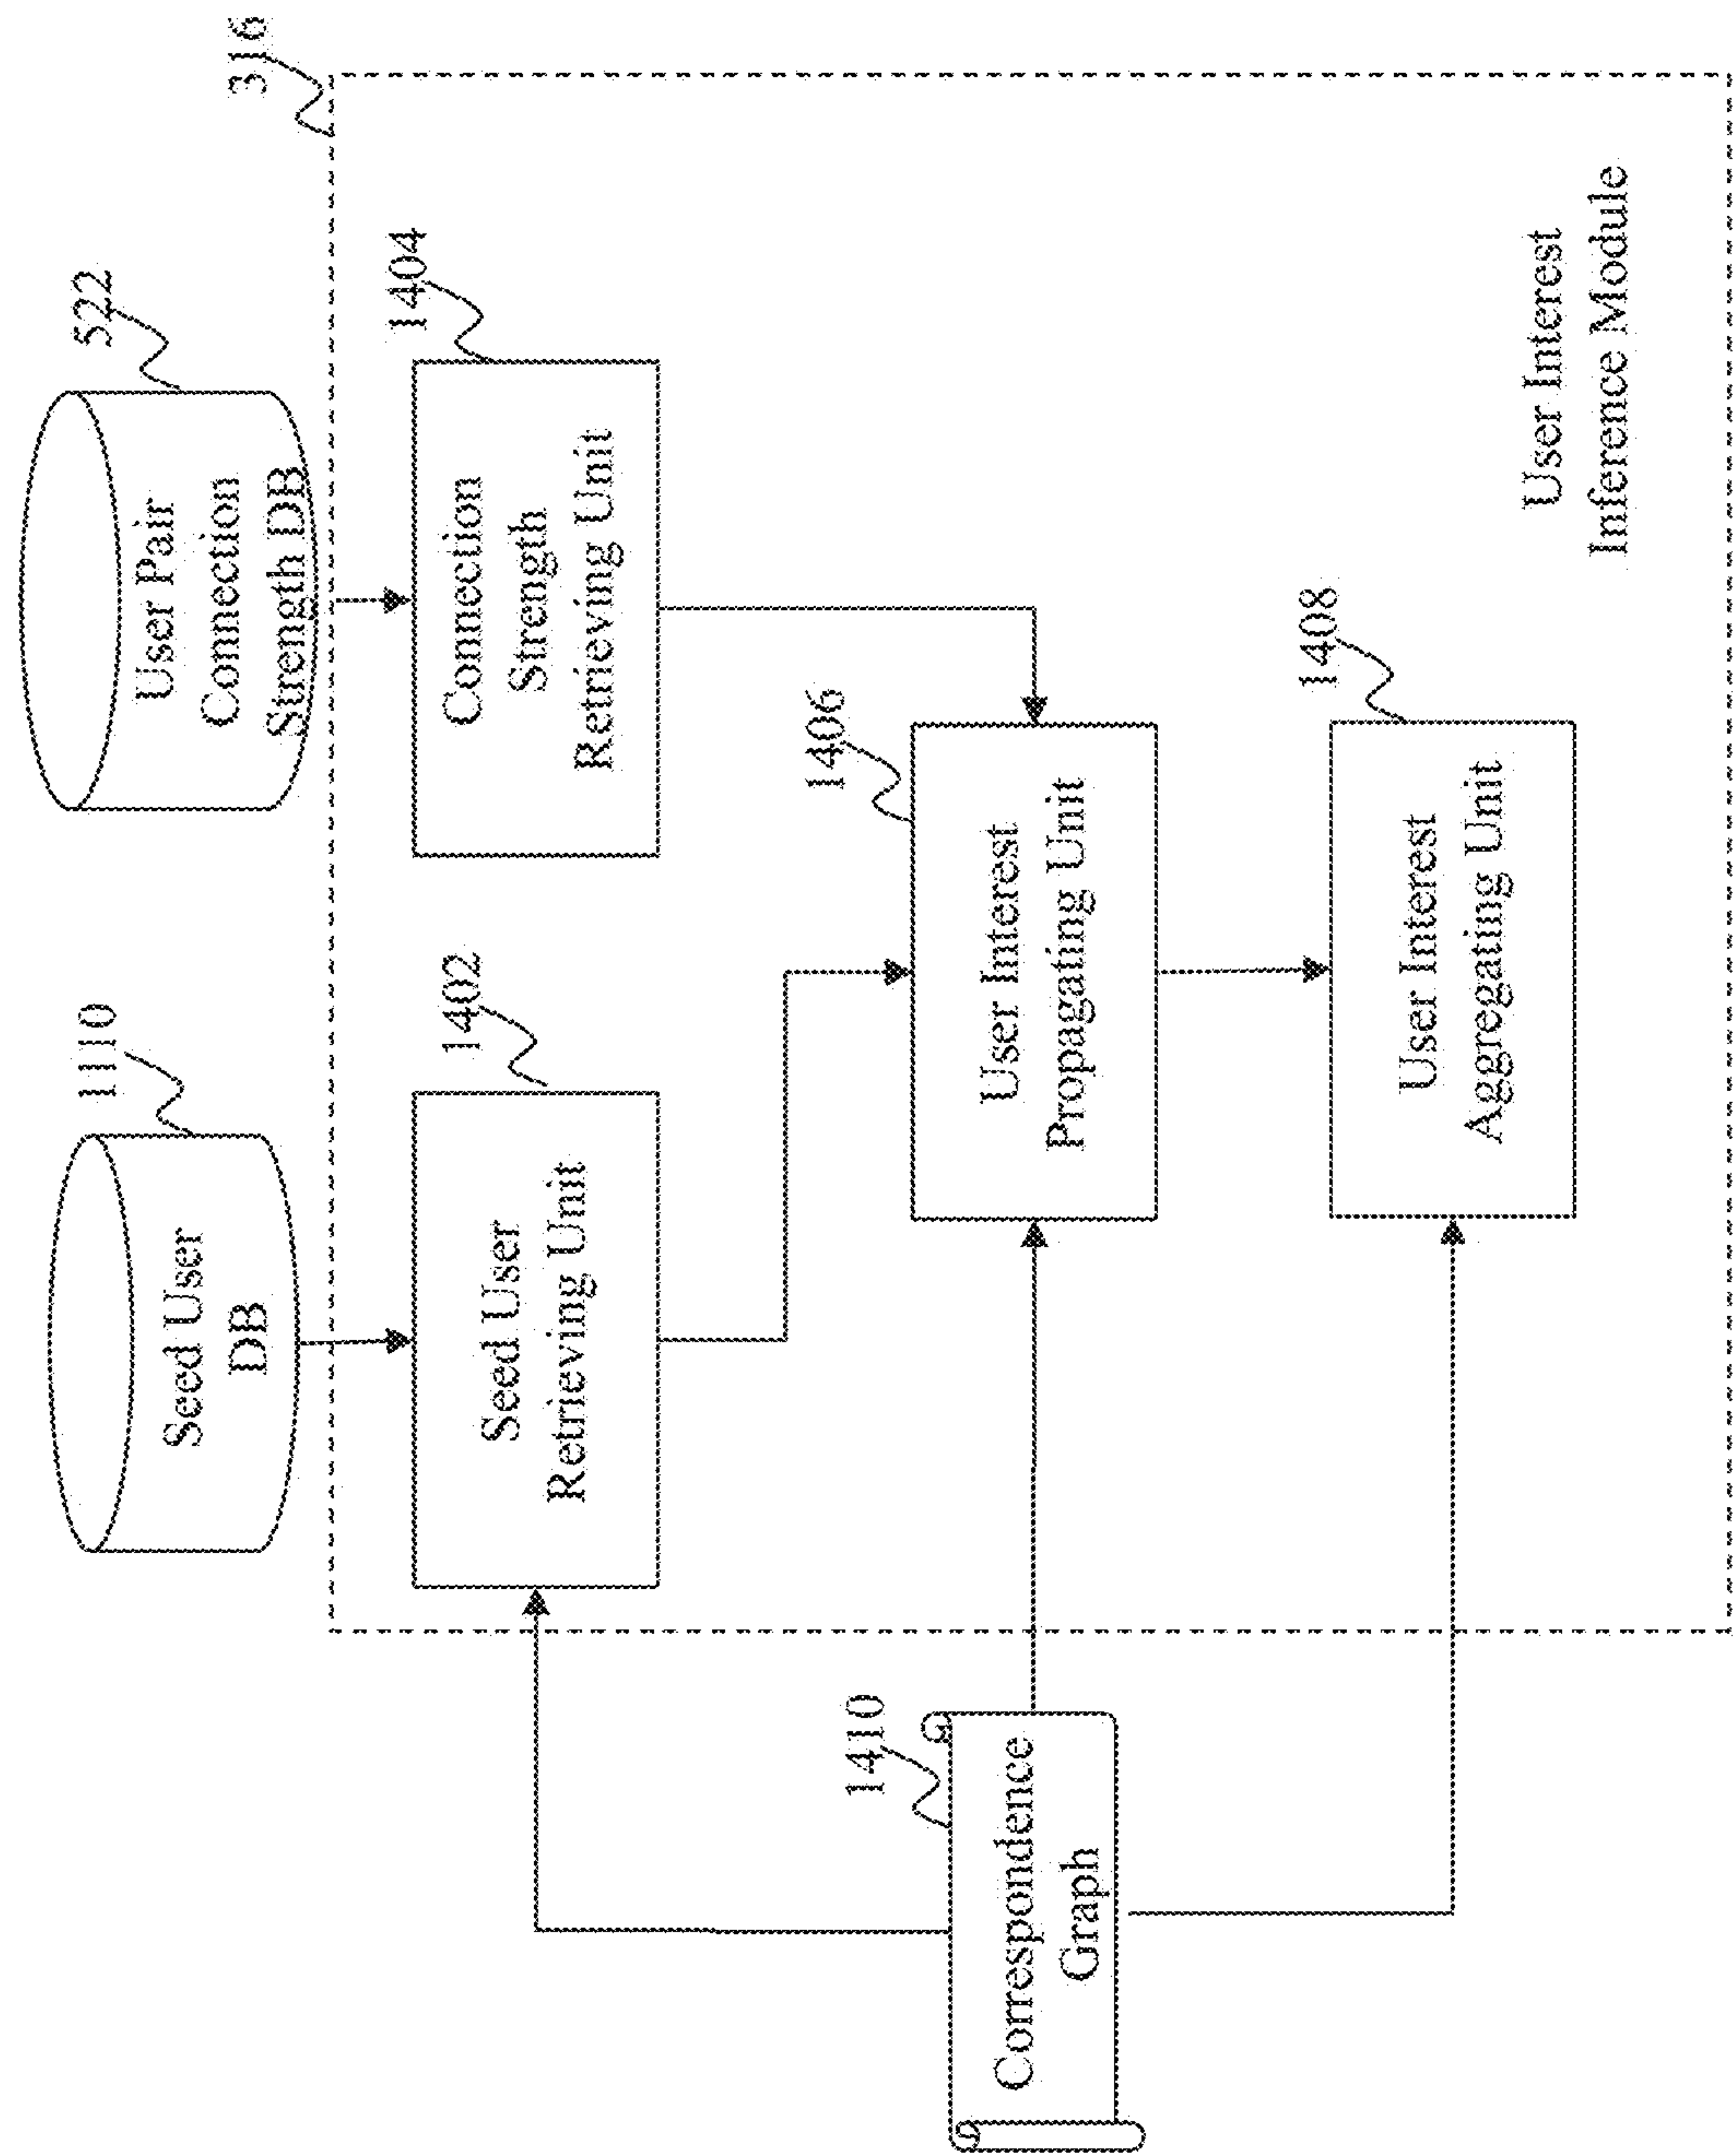 1110
Seed User
DB
522
User Pair
Connection
Strength DB
316
1402
Seed User
Retrieving Unit
1404
Connection
Strength
Retrieving Unit
1410
Correspondence
Graph
1406
User Interest
Propagating Unit
1408
User Interest
Aggregating Unit
User Interest
Inference Module